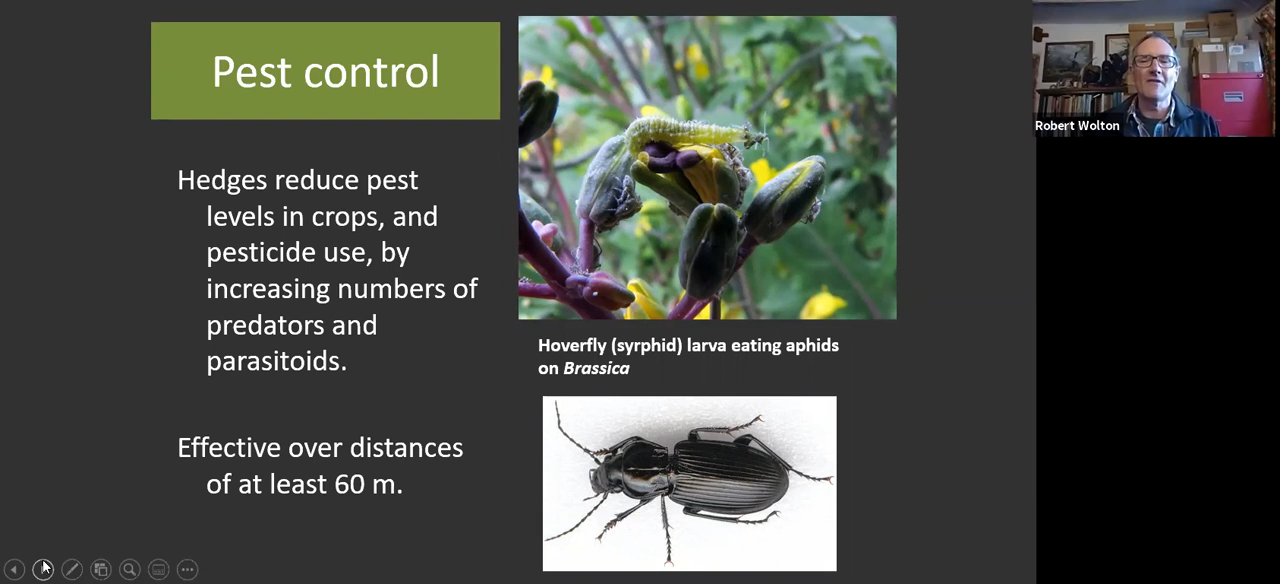 Pest control
Hedges reduce pest
levels in crops, and
pesticide use, by
increasing numbers of
predators and
parasitoids.
Effective over distances
of at least 60 m.
Hoverfly (syrphid) larva eating aphids
on Brassica
Robert Wolton